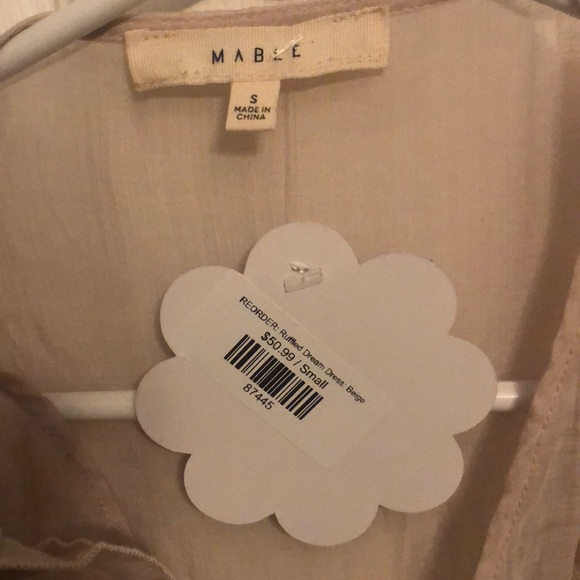 MABLE
S
MADE IN
CHINA
REORDER: Ruffled Dream Dress: Beige
$50.99 / Small
87445